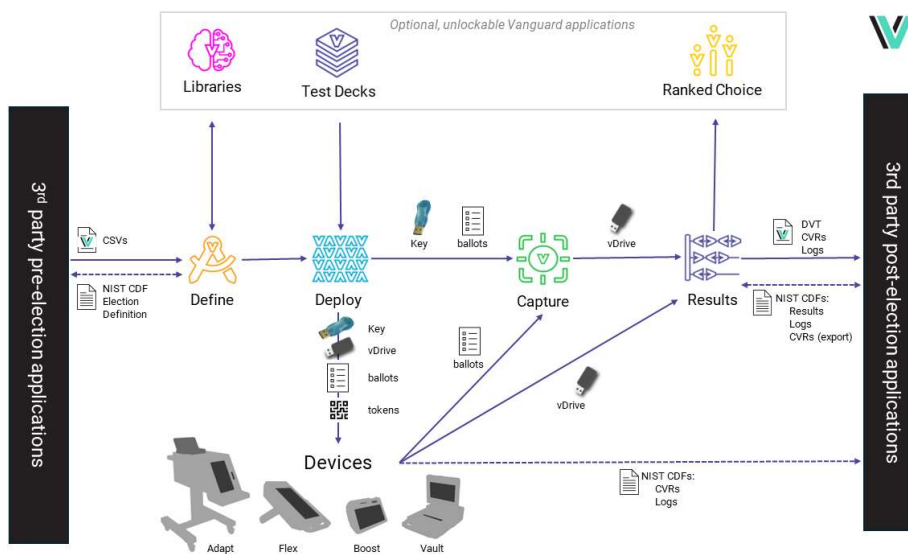 Optional, unlockable Vanguard applications
Libraries
Test Decks
Ranked Choice
3rd party pre-election applications
CSVs
NIST CDF
Election
Definition
Define
Deploy
Key
ballots
Capture
vDrive
Results
DVT
CVRs
Logs
NIST CDFs:
Results
Logs
CVRs (export)
3rd party post-election applications
Key
vDrive
ballots
tokens
Devices
ballots
vDrive
NIST CDFs:
CVRs
Logs
Adapt
Flex
Boost
Vault